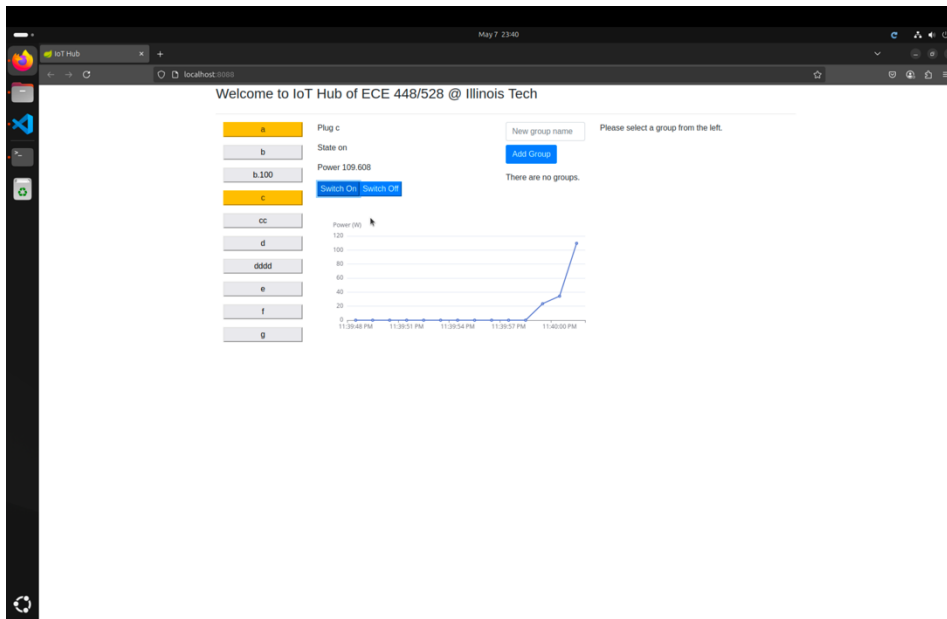 May 7 23:40
IoT Hub
localhost:8088
Welcome to IoT Hub of ECE 448/528 @ Illinois Tech
a
b
b.100
c
cc
d
dddd
e
f
g
Plug c
State on
Power 109.608
Switch On Switch Off
Power (W)
120
100
80
60
40
20
0
11:39:48 PM 11:39:51 PM 11:39:54 PM 11:39:57 PM 11:40:00 PM
New group name
Add Group
There are no groups.
Please select a group from the left.